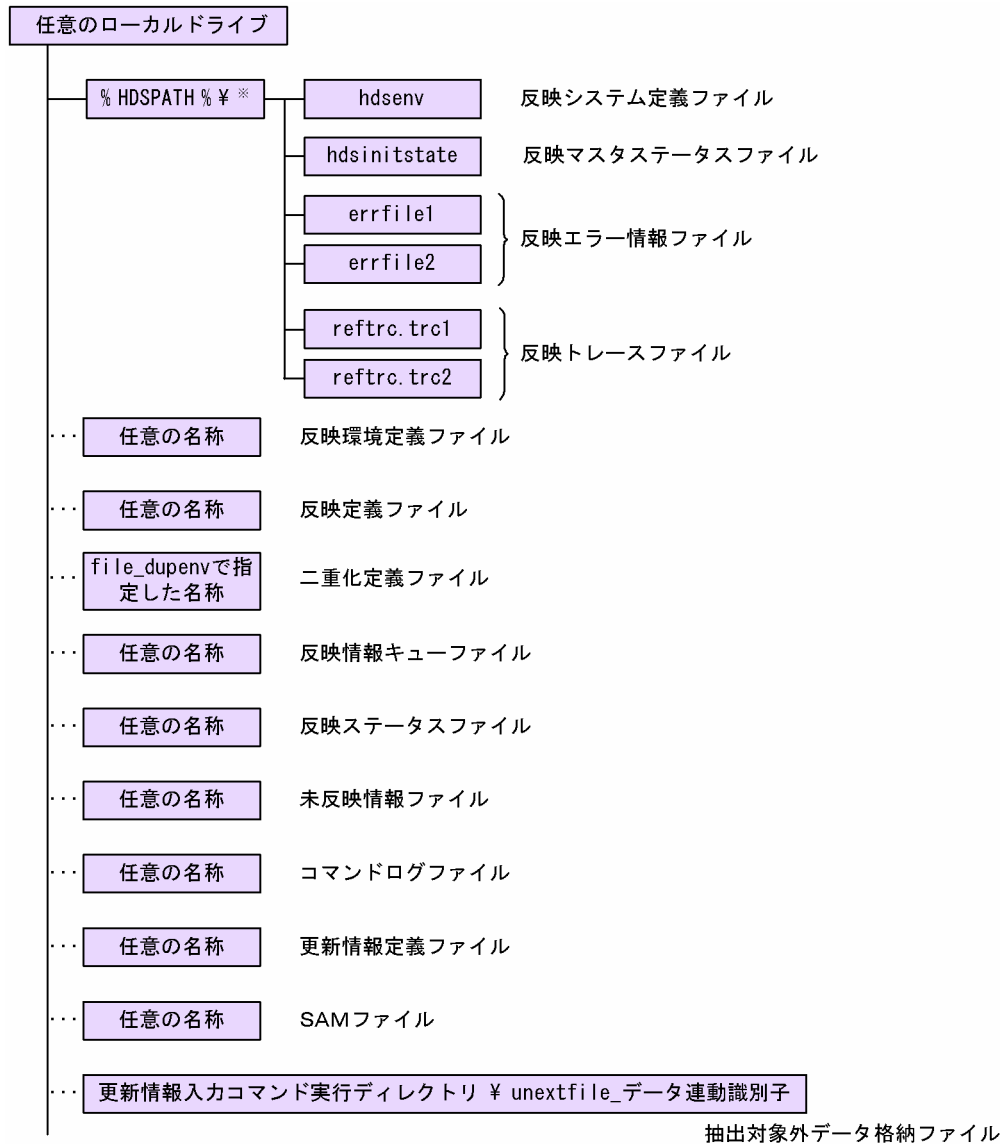 任意のローカルドライブ
% HDSPATH % ¥ ※
hdsenv 反映システム定義ファイル
hdsinitstate 反映マスタステータスファイル
errfile1
反映エラー情報ファイル
errfile2
reftrc.trc1
反映トレースファイル
reftrc.trc2
··· 任意の名称 反映環境定義ファイル
··· 任意の名称 反映定義ファイル
··· file_dupenvで指
定した名称 二重化定義ファイル
··· 任意の名称 反映情報キューファイル
··· 任意の名称 反映ステータスファイル
··· 任意の名称 未反映情報ファイル
··· 任意の名称 コマンドログファイル
··· 任意の名称 更新情報定義ファイル
··· 任意の名称 SAMファイル
··· 更新情報入力コマンド実行ディレクトリ ¥ unextfile_データ連動識別子
抽出対象外データ格納ファイル